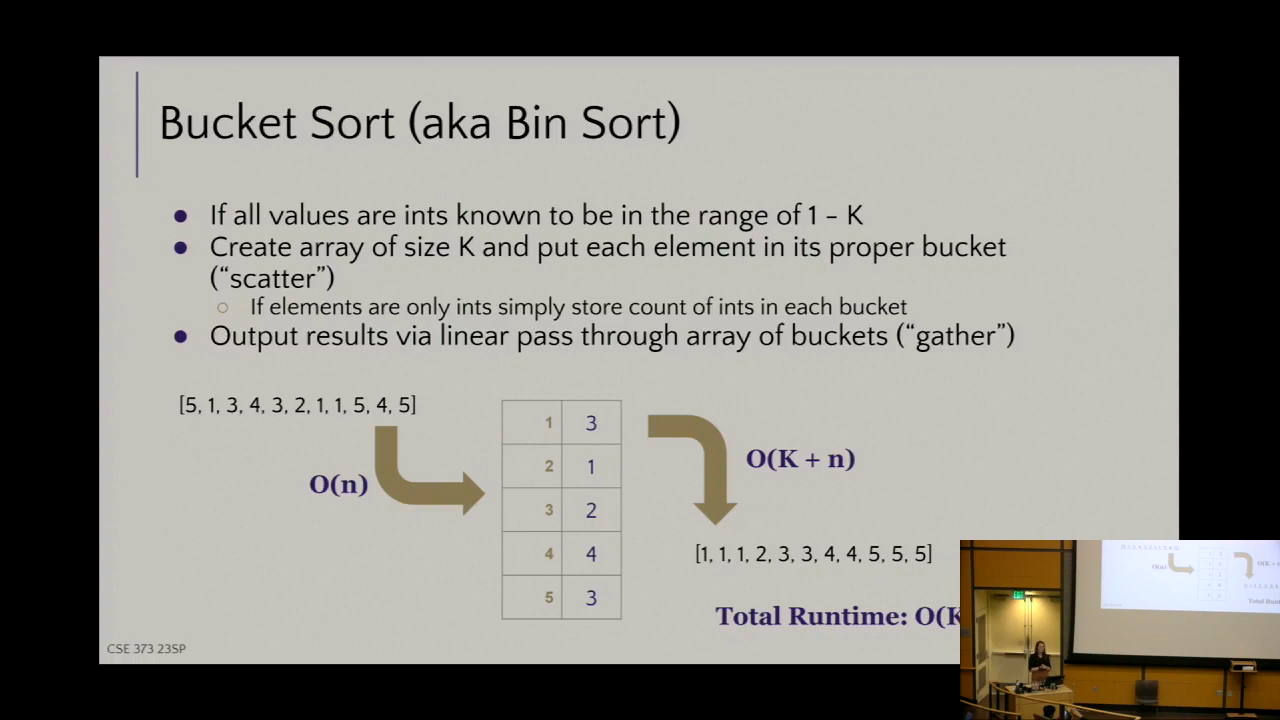 Bucket Sort (aka Bin Sort)
● If all values are ints known to be in the range of 1 - K
● Create array of size K and put each element in its proper bucket
("scatter")
○ If elements are only ints simply store count of ints in each bucket
● Output results via linear pass through array of buckets ("gather")
[5, 1, 3, 4, 3, 2, 1, 1, 5, 4, 5]
O(n)
1 3
2 1
3 2
4 4
5 3
O(K + n)
[1, 1, 1, 2, 3, 3, 4, 4, 5, 5, 5]
Total Runtime: O(K
CSE 373 23SP
O(n)
O(K +
Total Run